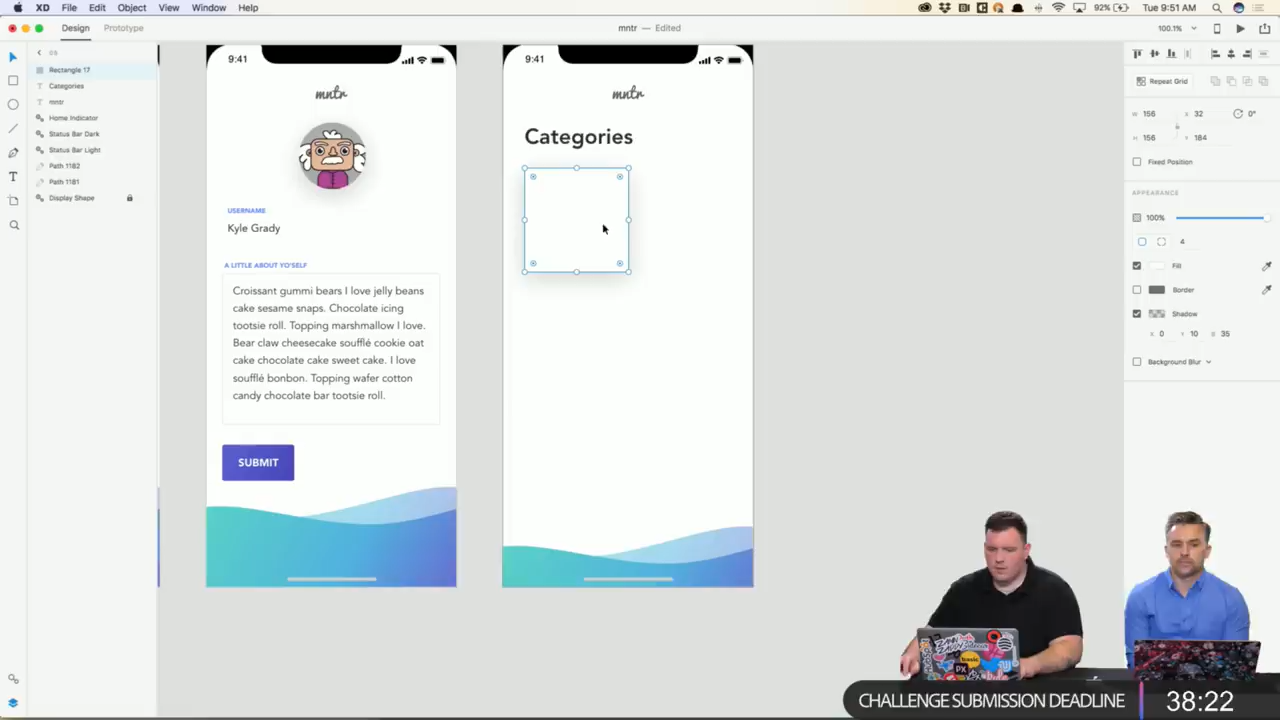 XD File Edit Object View Window Help
92% Tue 9:51 AM
Design Prototype
mntr — Edited
100.1%
Rectangle 17
Categories
mntr
Home Indicator
Status Bar Dark
Status Bar Light
Path 1182
Path 1181
Display Shape
9:41
mntr
USERNAME
Kyle Grady
A LITTLE ABOUT YO'SELF
Croissant gummi bears I love jelly beans
cake sesame snaps. Chocolate icing
tootsie roll. Topping marshmallow I love.
Bear claw cheesecake soufflé cookie oat
cake chocolate cake sweet cake. I love
soufflé bonbon. Topping wafer cotton
candy chocolate bar tootsie roll.
SUBMIT
9:41
mntr
Categories
Repeat Grid
W 156 X 32 0°
H 156 Y 184
Fixed Position
APPEARANCE
100%
4
Fill
Border
Shadow
X 0 Y 10 B 35
Background Blur
basic
PX
CHALLENGE SUBMISSION DEADLINE 38:22